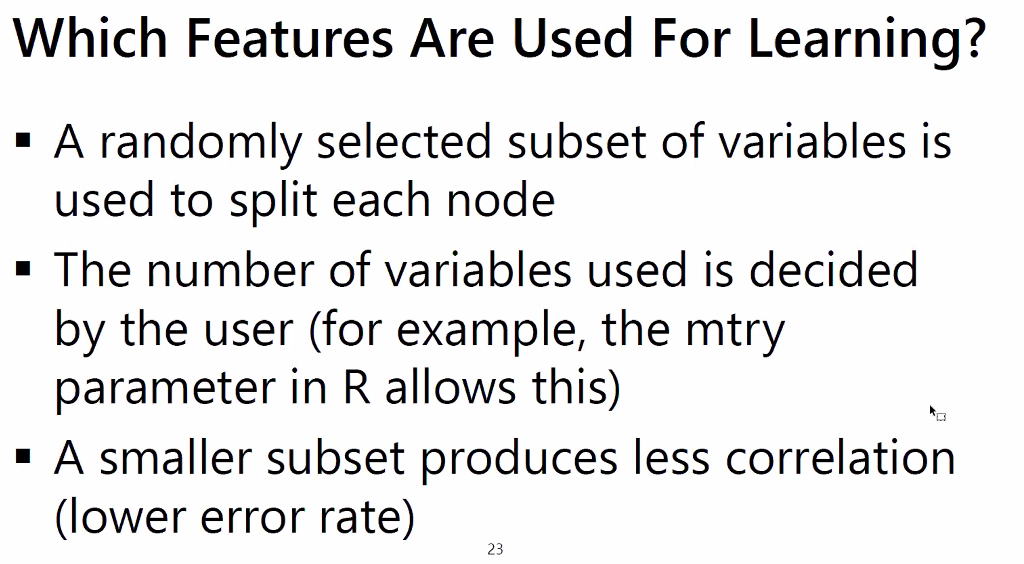 Which Features Are Used For Learning?
▪ A randomly selected subset of variables is
used to split each node
▪ The number of variables used is decided
by the user (for example, the mtry
parameter in R allows this)
▪ A smaller subset produces less correlation
(lower error rate)
23